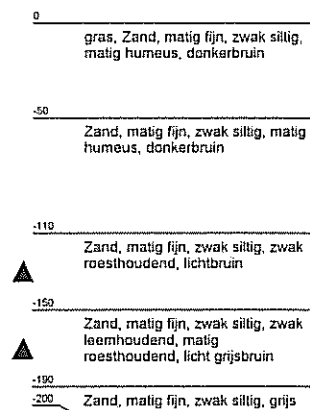 0
gras, Zand, matig fijn, zwak siltig,
matig humeus, donkerbruin
-50
Zand, matig fijn, zwak siltig, matig
humeus, donkerbruin
-110
Zand, matig fijn, zwak siltig, zwak
roesthoudend, lichtbruin
-150
Zand, matig fijn, zwak siltig, zwak
leemhoudend, matig
roesthoudend, licht grijsbruin
-190
-200 Zand, matig fijn, zwak siltig, grijs